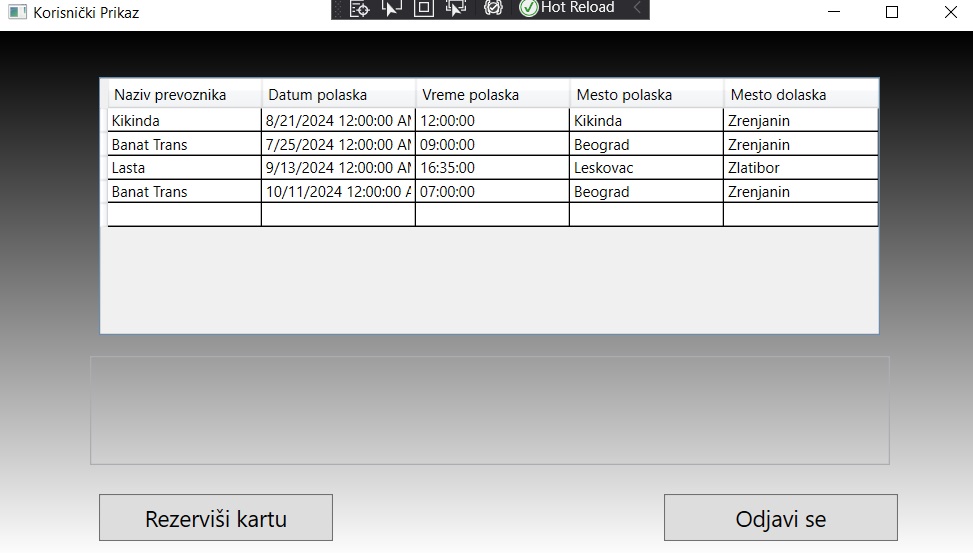 Korisnički Prikaz
Hot Reload
Naziv prevoznika Datum polaska Vreme polaska Mesto polaska Mesto dolaska
Kikinda 8/21/2024 12:00:00 AM 12:00:00 Kikinda Zrenjanin
Banat Trans 7/25/2024 12:00:00 AM 09:00:00 Beograd Zrenjanin
Lasta 9/13/2024 12:00:00 AM 16:35:00 Leskovac Zlatibor
Banat Trans 10/11/2024 12:00:00 A 07:00:00 Beograd Zrenjanin
Rezerviši kartu Odjavi se